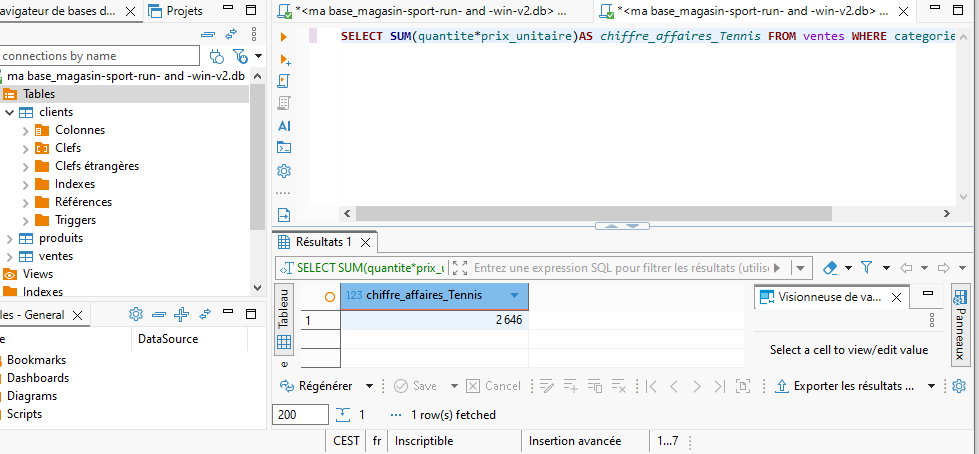 avigateur de bases d...
Projets
connections by name
ma base_magasin-sport-run- and -win-v2.db
Tables
clients
Colonnes
Clefs
Clefs étrangères
Indexes
Références
Triggers
produits
ventes
Views
Indexes
les - General
e
DataSource
Bookmarks
Dashboards
Diagrams
Scripts
*<ma base_magasin-sport-run- and -win-v2.db> ...
*<ma base_magasin-sport-run- and -win-v2.db> ...
SELECT SUM(quantite*prix_unitaire)AS chiffre_affaires_Tennis FROM ventes WHERE categorie
AI
Résultats 1
SELECT SUM(quantite*prix_u
Entrez une expression SQL pour filtrer les résultats (utilise
Tableau
e
123 chiffre_affaires_Tennis
1
2 646
Visionneuse de va...
Select a cell to view/edit value
Panneaux
Régénérer
Save
Cancel
Exporter les résultats ...
200
1
1 row(s) fetched
CEST
fr
Inscriptible
Insertion avancée
1...7